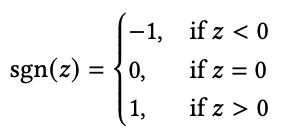 -1, if z < 0
sgn(z) = { 0, if z = 0
1, if z > 0